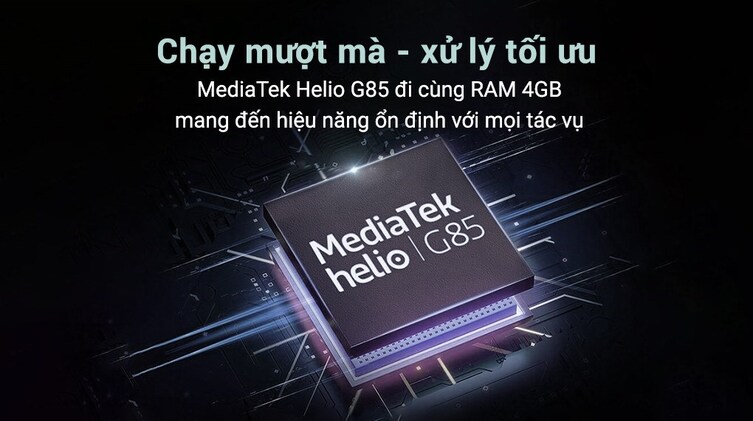 Chạy mượt mà - xử lý tối ưu
MediaTek Helio G85 đi cùng RAM 4GB
mang đến hiệu năng ổn định với mọi tác vụ
MediaTek
helio | G85